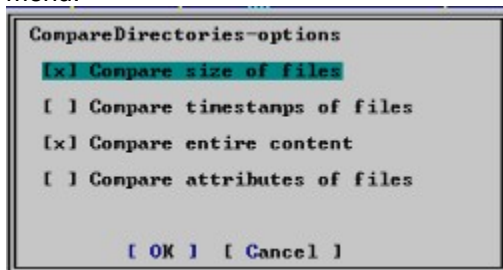 menu.
CompareDirectories-options
[x] Compare size of files
[ ] Compare timestamps of files
[x] Compare entire content
[ ] Compare attributes of files
[ OK ] [ Cancel ]